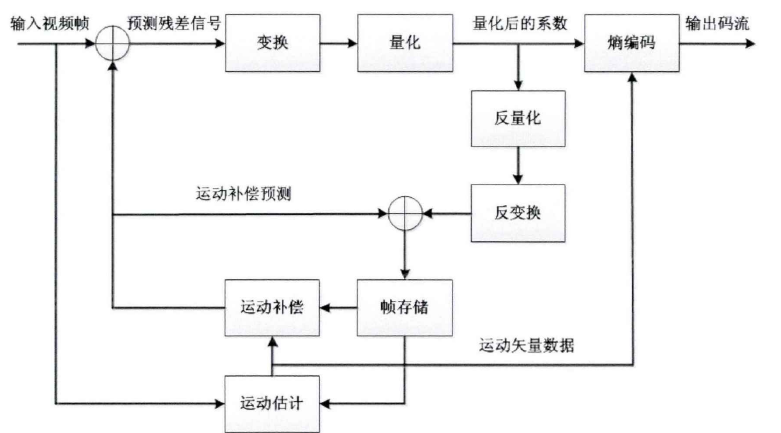 输入视频帧
预测残差信号
变换
量化
量化后的系数
熵编码
输出码流
反量化
运动补偿预测
反变换
运动补偿
帧存储
运动矢量数据
运动估计